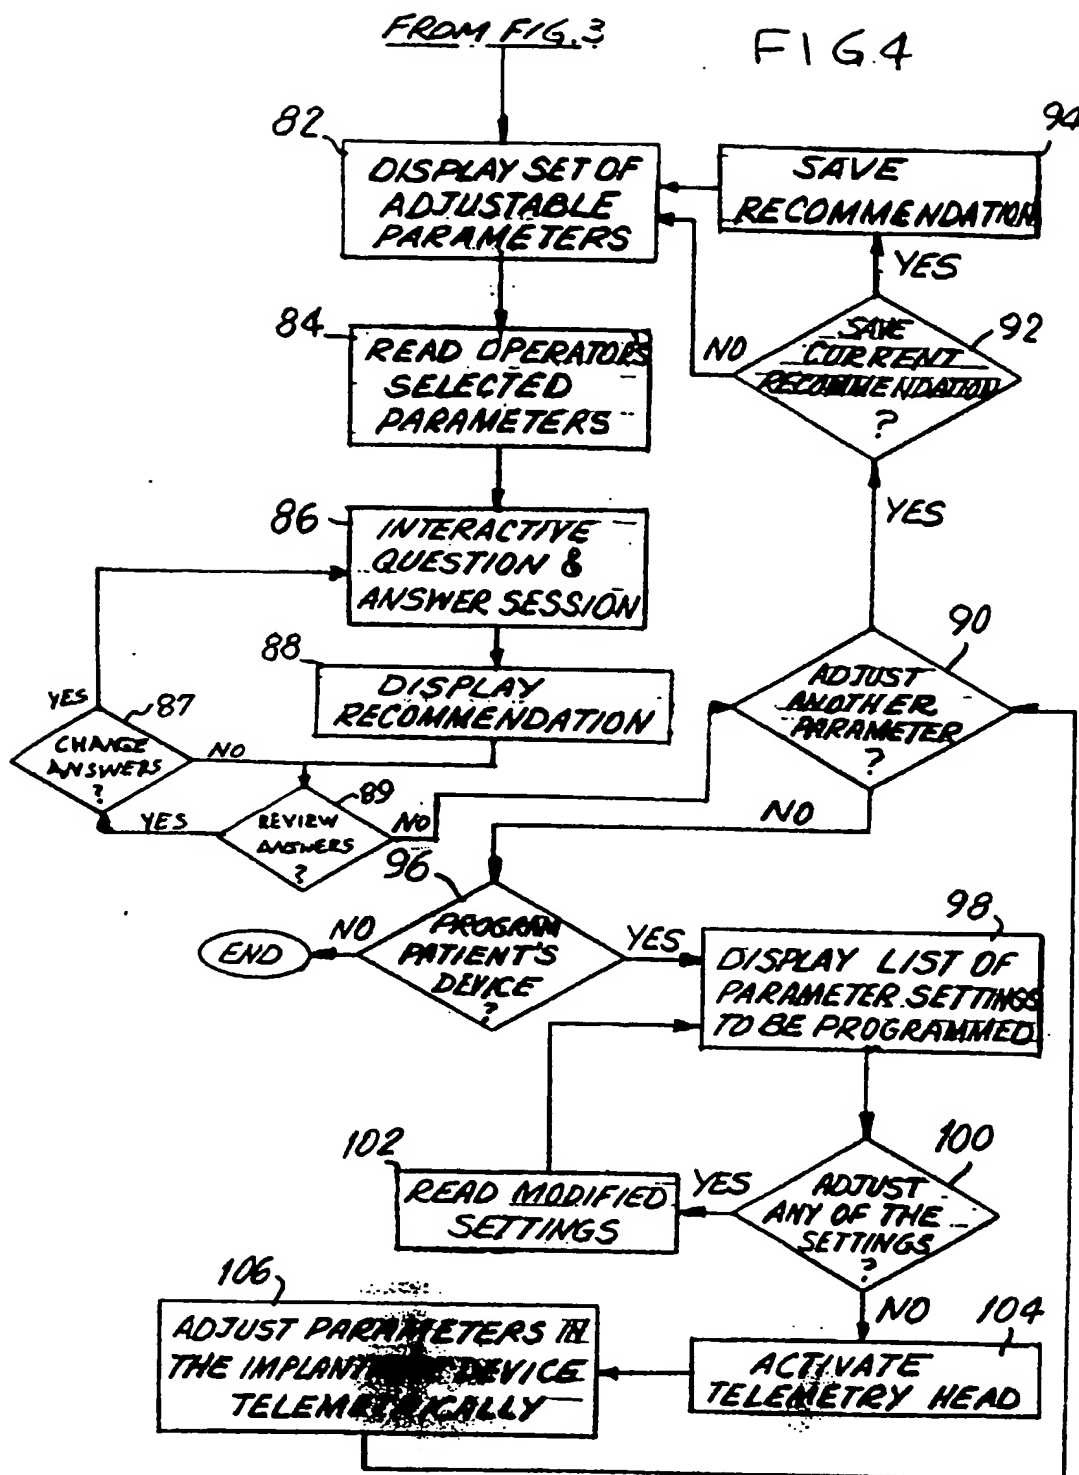 FROM FIG.3
FIG.4
82
DISPLAY SET OF
ADJUSTABLE
PARAMETERS
94
SAVE
RECOMMENDATION
YES
84
READ OPERATORS
SELECTED
PARAMETERS
92
SAVE
CURRENT
RECOMMENDATION
?
NO
YES
86
INTERACTIVE
QUESTION &
ANSWER SESSION
88
DISPLAY
RECOMMENDATION
90
ADJUST
ANOTHER
PARAMETER
?
YES
87
CHANGE
ANSWERS
?
NO
YES
89
REVIEW
ANSWERS
?
NO
NO
96
PROGRAM
PATIENT'S
DEVICE
?
NO
END
YES
98
DISPLAY LIST OF
PARAMETER SETTINGS
TO BE PROGRAMMED
100
ADJUST
ANY OF THE
SETTINGS
?
YES
102
READ MODIFIED
SETTINGS
NO
104
ACTIVATE
TELEMETRY HEAD
106
ADJUST PARAMETERS IN
THE DEVICE
TELEMETRICALLY